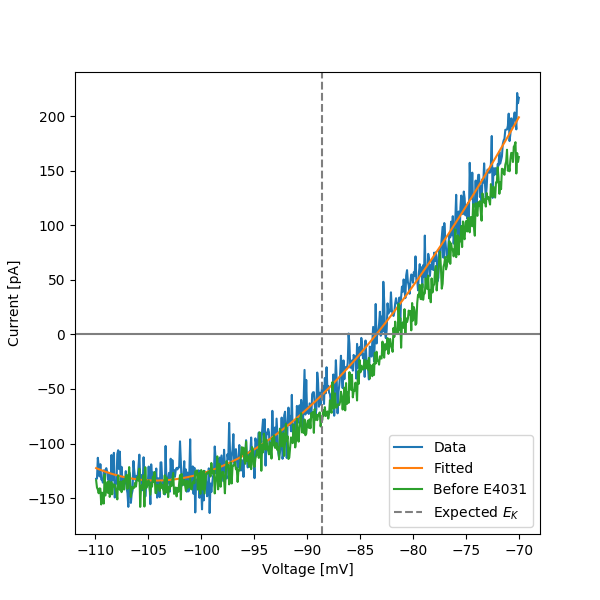 200
150
100
50
0
−50
−100
−150
Current [pA]
−110 −105 −100 −95 −90 −85 −80 −75 −70
Voltage [mV]
Data
Fitted
Before E4031
Expected E_K